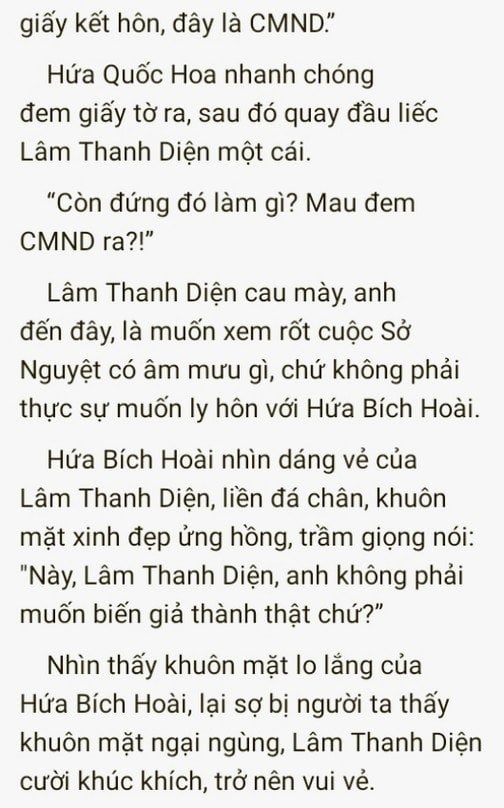 giấy kết hôn, đây là CMND.”
Hứa Quốc Hoa nhanh chóng
đem giấy tờ ra, sau đó quay đầu liếc
Lâm Thanh Diện một cái.
“Còn đứng đó làm gì? Mau đem
CMND ra?!”
Lâm Thanh Diện cau mày, anh
đến đây, là muốn xem rốt cuộc Sở
Nguyệt có âm mưu gì, chứ không phải
thực sự muốn ly hôn với Hứa Bích Hoài.
Hứa Bích Hoài nhìn dáng vẻ của
Lâm Thanh Diện, liền đá chân, khuôn
mặt xinh đẹp ửng hồng, trầm giọng nói:
"Này, Lâm Thanh Diện, anh không phải
muốn biến giả thành thật chứ?”
Nhìn thấy khuôn mặt lo lắng của
Hứa Bích Hoài, lại sợ bị người ta thấy
khuôn mặt ngại ngùng, Lâm Thanh Diện
cười khúc khích, trở nên vui vẻ.